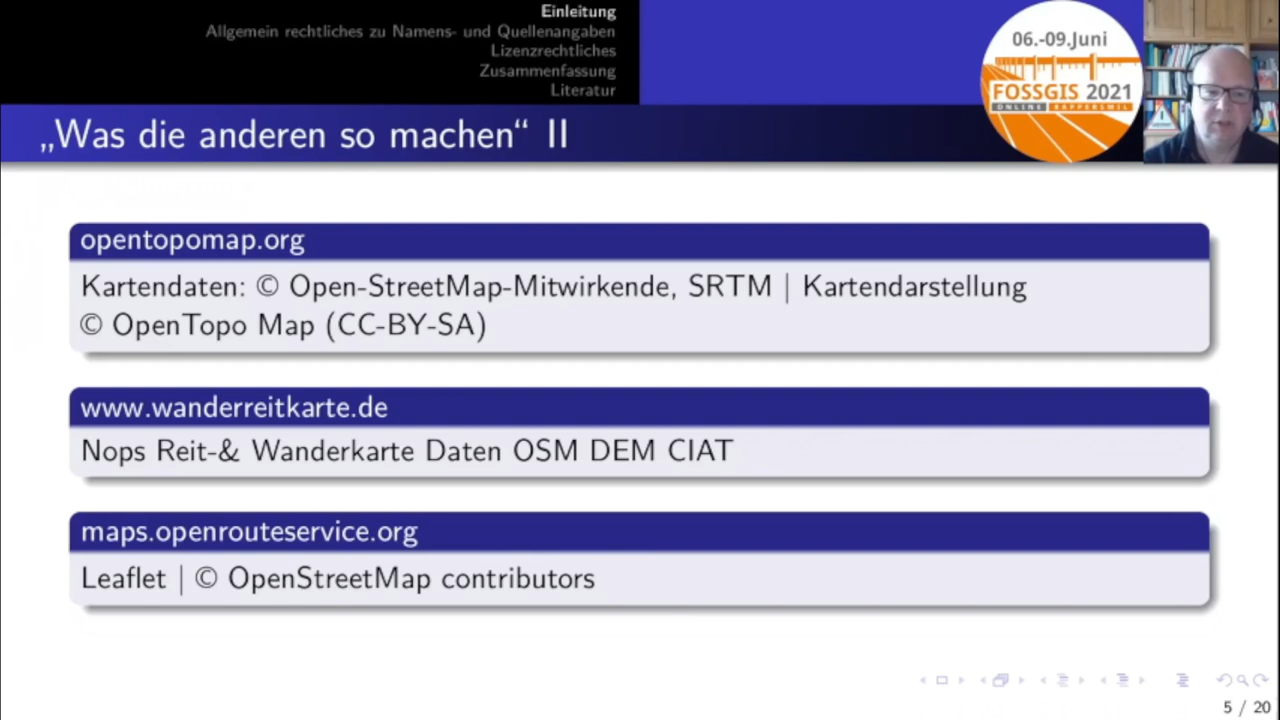 Einleitung
Allgemein rechtliches zu Namens- und Quellenangaben
Lizenzrechtliches
Zusammenfassung
Literatur
06.-09.Juni
FOSSGIS 2021
ONLINE RAPPERSWIL
„Was die anderen so machen“ II
opentopomap.org
Kartendaten: © Open-StreetMap-Mitwirkende, SRTM | Kartendarstellung
© OpenTopo Map (CC-BY-SA)
www.wanderreitkarte.de
Nops Reit-& Wanderkarte Daten OSM DEM CIAT
maps.openrouteservice.org
Leaflet | © OpenStreetMap contributors
5 / 20